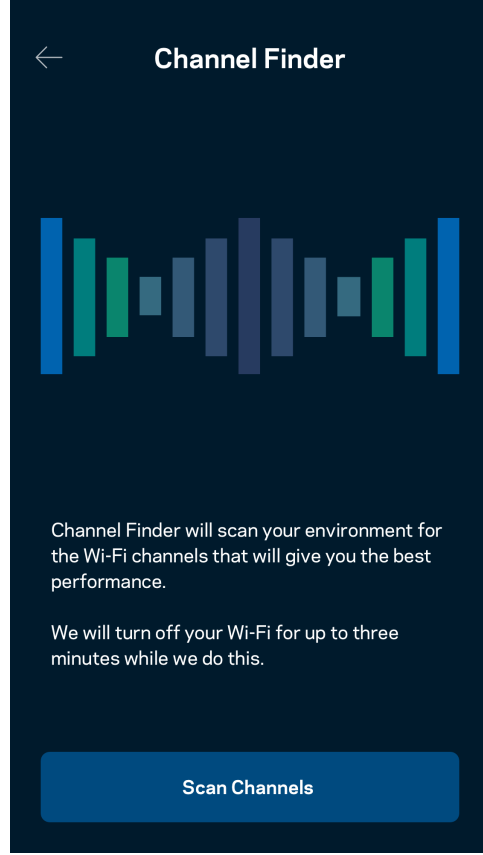 Channel Finder
Channel Finder will scan your environment for
the Wi-Fi channels that will give you the best
performance.
We will turn off your Wi-Fi for up to three
minutes while we do this.
Scan Channels